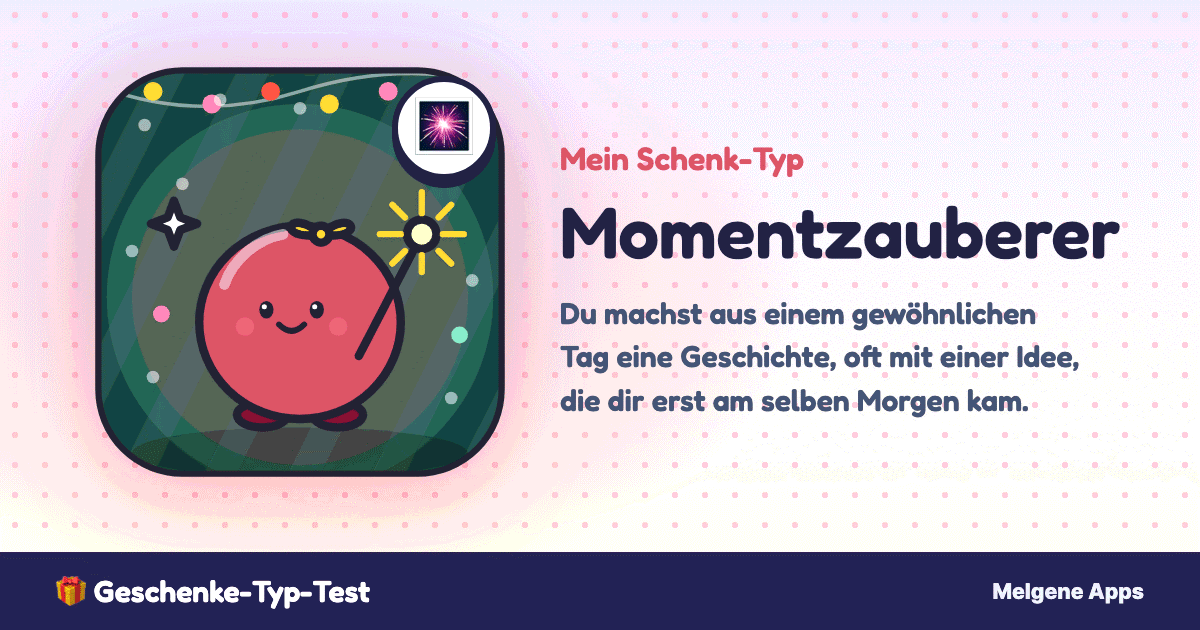 Mein Schenk-Typ
Momentzauberer
Du machst aus einem gewöhnlichen
Tag eine Geschichte, oft mit einer Idee,
die dir erst am selben Morgen kam.
Geschenke-Typ-Test
Melgene Apps